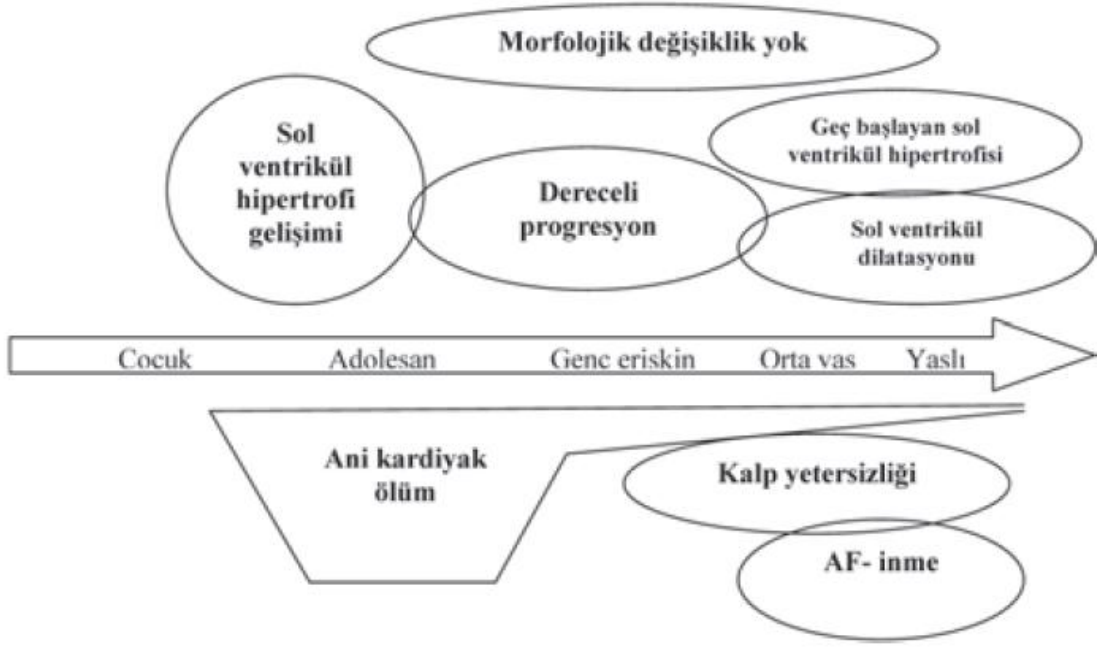 Morfolojik değişiklik yok
Sol
ventrikül
hipertrofi
gelişimi
Dereceli
progresyon
Geç başlayan sol
ventrikül hipertrofisi
Sol ventrikül
dilatasyonu
Cocuk Adolesan Genc eriskin Orta vas Yaslı
Ani kardiyak
ölüm
Kalp yetersizliği
AF- inme